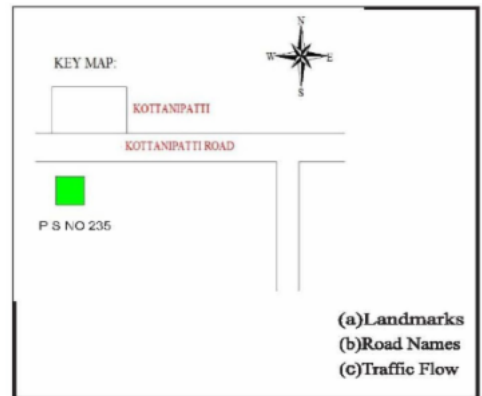 N
KEY MAP:
W E
S
KOTTANIPATTI
KOTTANIPATTI ROAD
P S NO 235
(a)Landmarks
(b)Road Names
(c)Traffic Flow